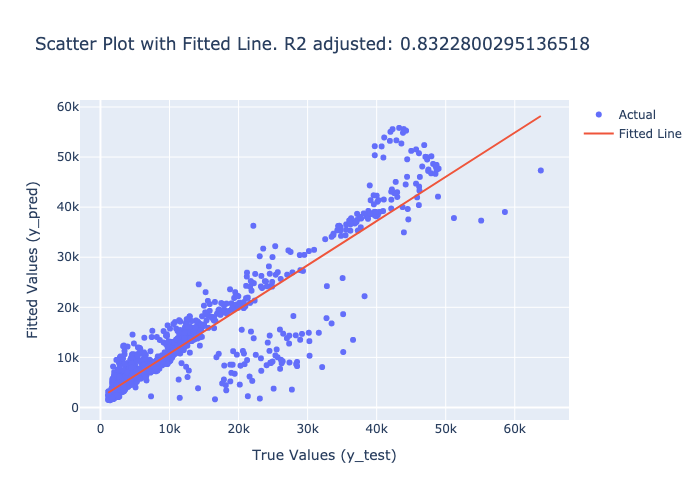 Scatter Plot with Fitted Line. R2 adjusted: 0.8322800295136518
60k
50k
40k
30k
20k
10k
0
Fitted Values (y_pred)
0
10k
20k
30k
40k
50k
60k
True Values (y_test)
Actual
Fitted Line